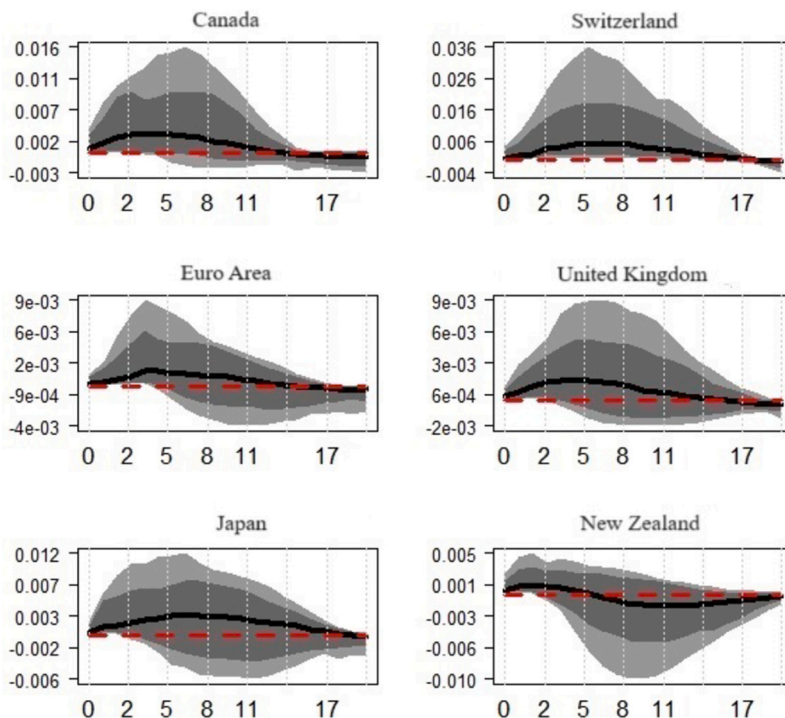 Canada
0.016
0.011
0.007
0.002
-0.003
0 2 5 8 11 17
Switzerland
0.036
0.026
0.016
0.006
-0.004
0 2 5 8 11 17
Euro Area
9e-03
6e-03
2e-03
-9e-04
-4e-03
0 2 5 8 11 17
United Kingdom
9e-03
6e-03
3e-03
6e-04
-2e-03
0 2 5 8 11 17
Japan
0.012
0.007
0.003
-0.002
-0.006
0 2 5 8 11 17
New Zealand
0.005
0.001
-0.003
-0.006
-0.010
0 2 5 8 11 17